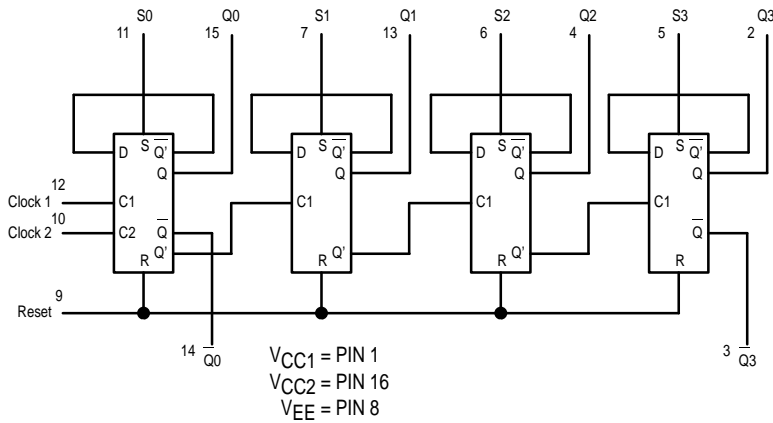 S0 Q0 S1 Q1 S2 Q2 S3 Q3
11 15 7 13 6 4 5 2
D S Q̅' D S Q̅' D S Q̅' D S Q̅'
Q Q Q Q
Clock 1 12 C1 C1 C1 C1
Clock 2 10 C2 Q̅ Q̅
Q' Q' Q'
R R R R
Reset 9
14 Q̅0 3 Q̅3
VCC1 = PIN 1
VCC2 = PIN 16
VEE = PIN 8